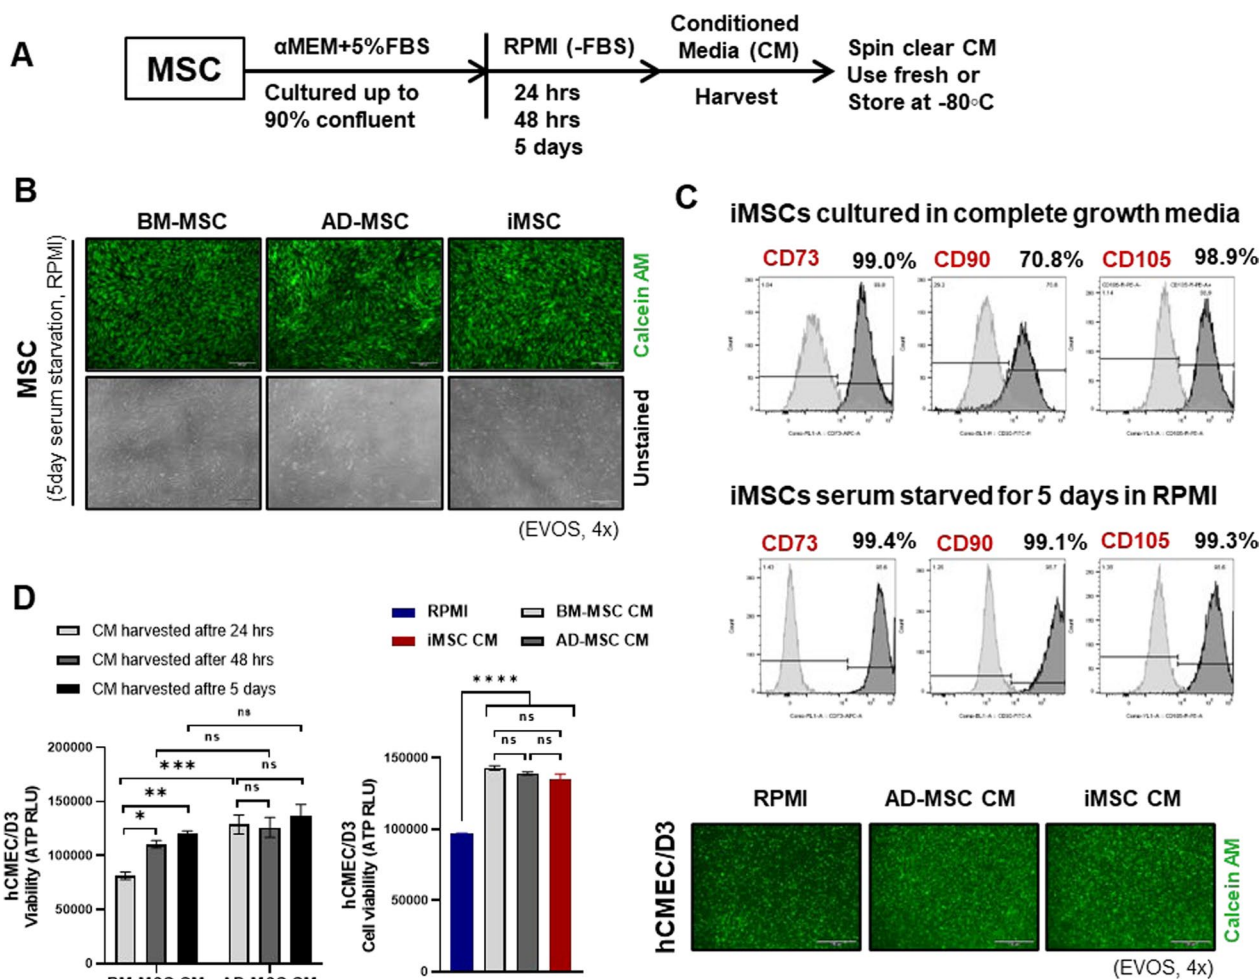 A
MSC
αMEM+5%FBS
Cultured up to
90% confluent
RPMI (-FBS)
24 hrs
48 hrs
5 days
Conditioned
Media (CM)
Harvest
Spin clear CM
Use fresh or
Store at -80◦C
B
BM-MSC
AD-MSC
iMSC
MSC
(5day serum starvation, RPMI)
Calcein AM
Unstained
(EVOS, 4x)
C
iMSCs cultured in complete growth media
CD73 99.0%
CD90 70.8%
CD105 98.9%
iMSCs serum starved for 5 days in RPMI
CD73 99.4%
CD90 99.1%
CD105 99.3%
D
CM harvested aftre 24 hrs
CM harvested after 48 hrs
CM harvested aftre 5 days
ns
ns
*** ns
** ns
*
200000
150000
100000
50000
0
hCMEC/D3
Viability (ATP RLU)
BM-MSC CM
AD-MSC CM
RPMI
BM-MSC CM
iMSC CM
AD-MSC CM
****
ns
ns
ns
150000
100000
50000
0
hCMEC/D3
Cell viability (ATP RLU)
RPMI
AD-MSC CM
iMSC CM
hCMEC/D3
Calcein AM
(EVOS, 4x)